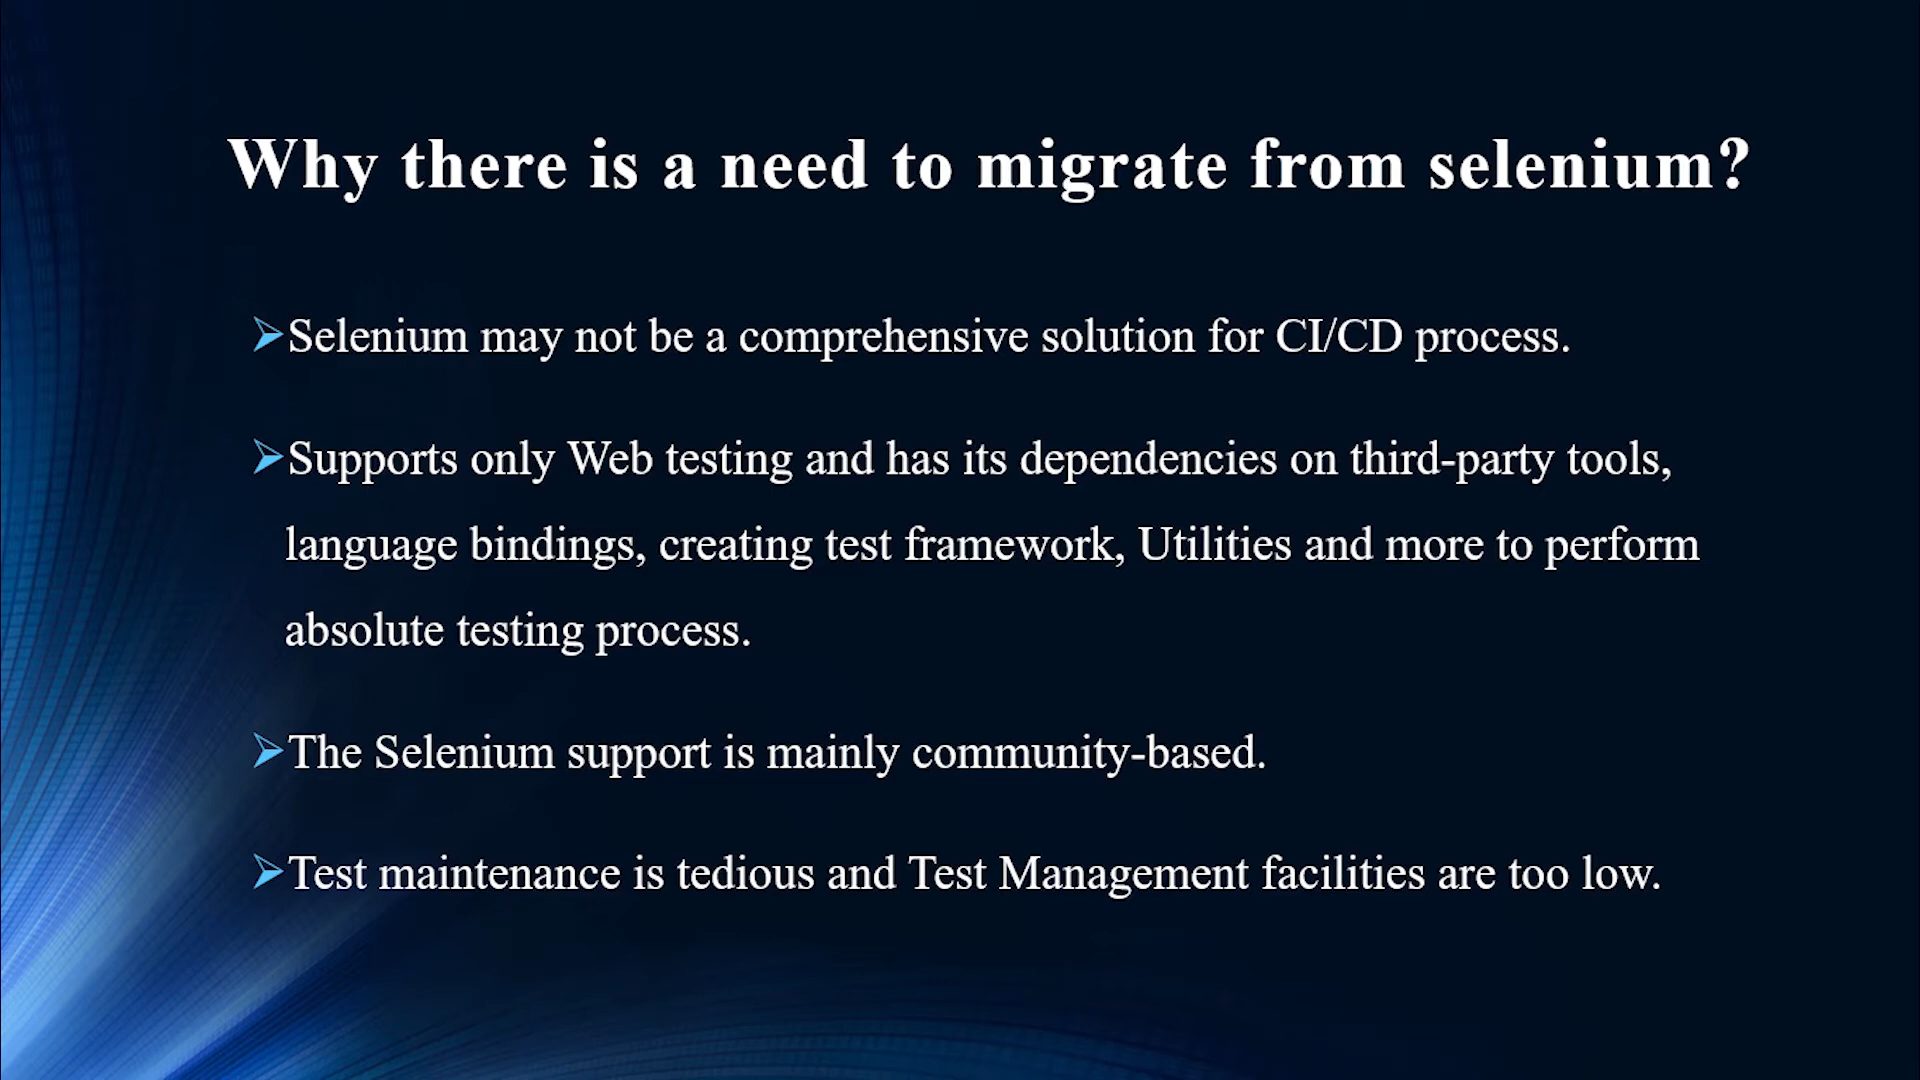 Why there is a need to migrate from selenium?
➢Selenium may not be a comprehensive solution for CI/CD process.
➢Supports only Web testing and has its dependencies on third-party tools,
language bindings, creating test framework, Utilities and more to perform
absolute testing process.
➢The Selenium support is mainly community-based.
➢Test maintenance is tedious and Test Management facilities are too low.